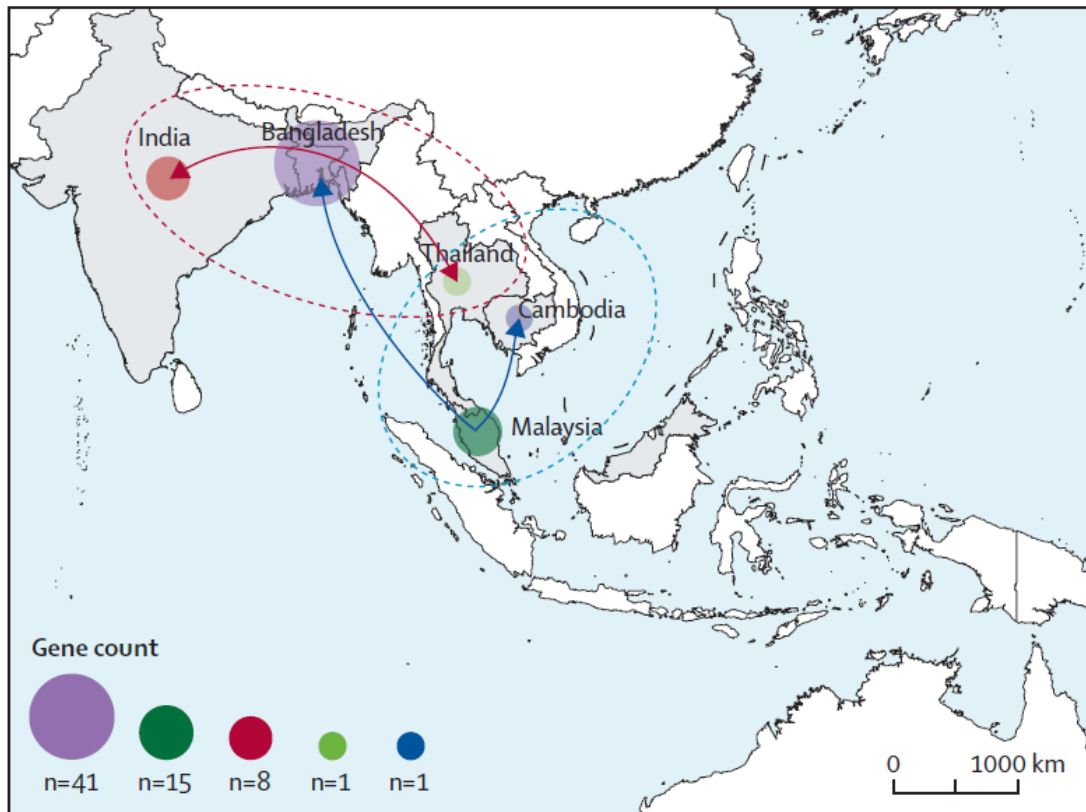 India
Bangladesh
Thailand
Cambodia
Malaysia
Gene count
n=41
n=15
n=8
n=1
n=1
0
1000 km